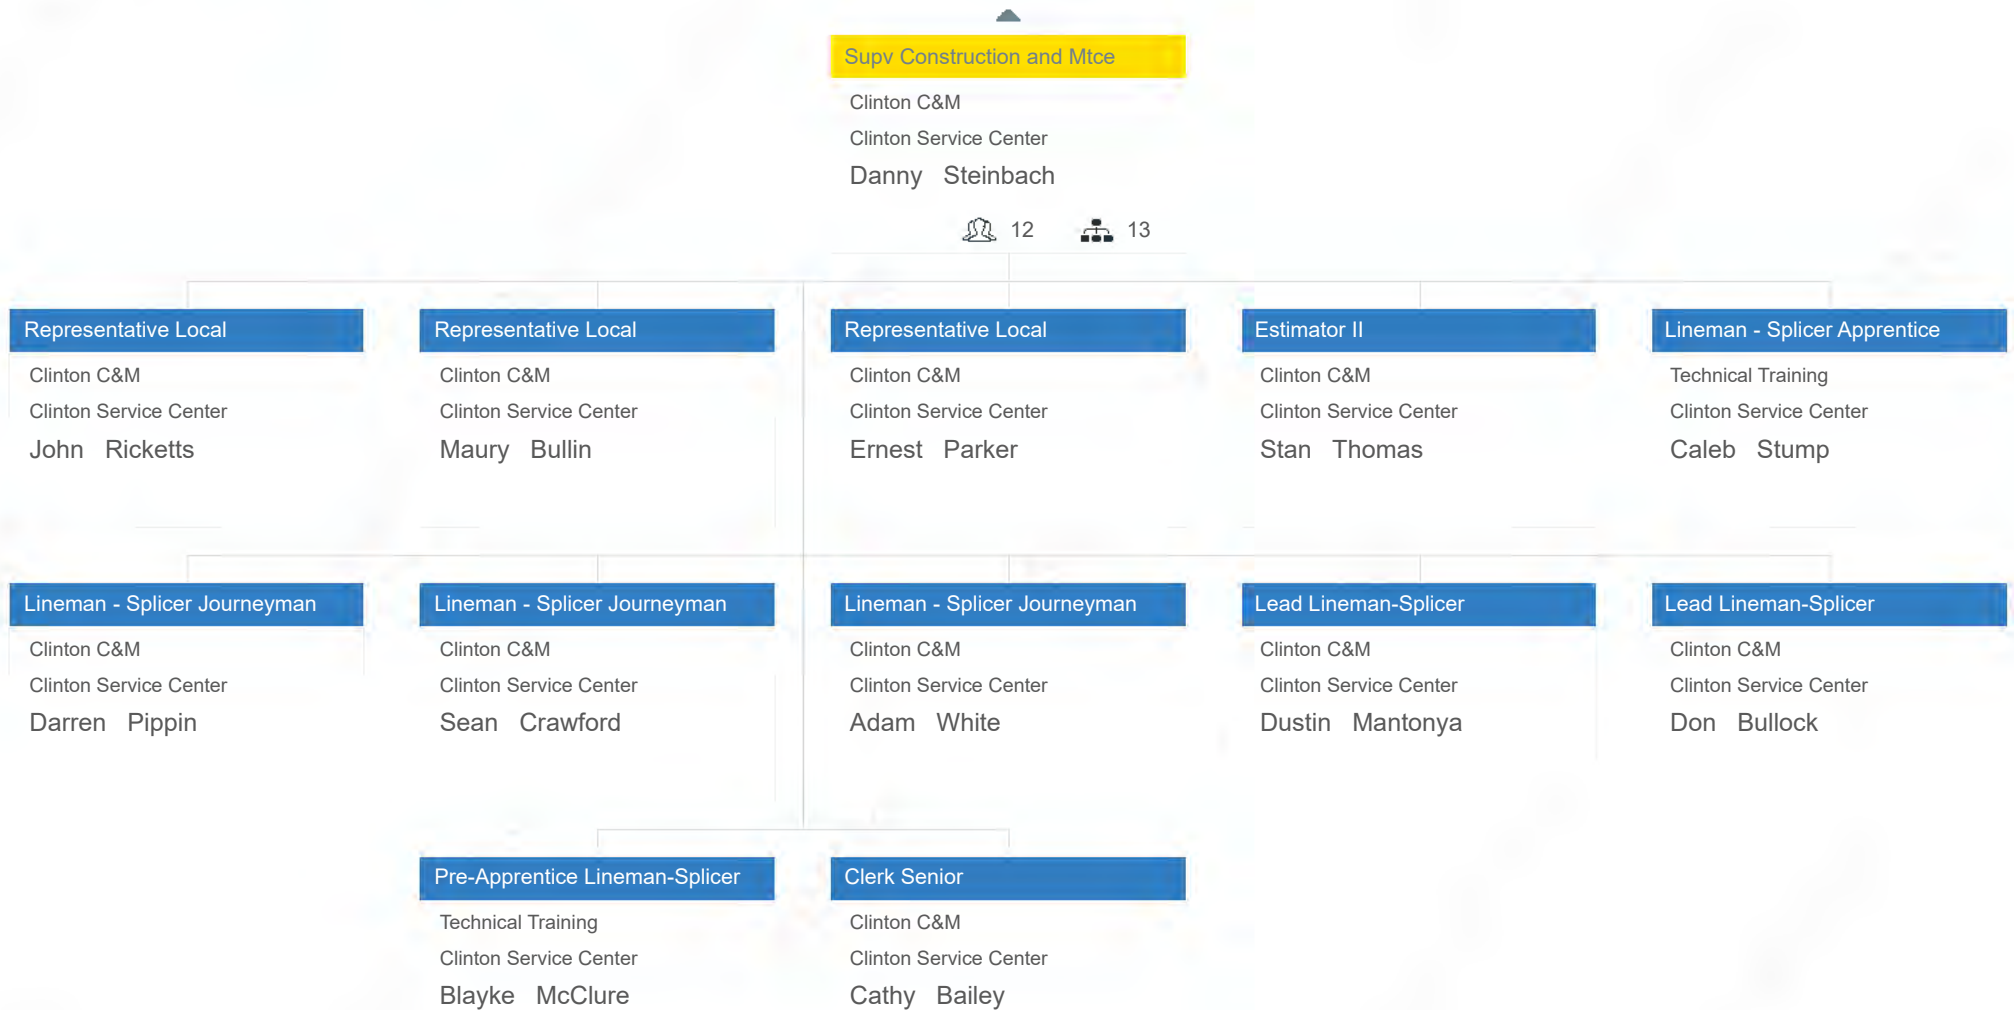 Supv Construction and Mtce
Clinton C&M
Clinton Service Center
Danny Steinbach
12 13
Representative Local
Clinton C&M
Clinton Service Center
John Ricketts
Representative Local
Clinton C&M
Clinton Service Center
Maury Bullin
Representative Local
Clinton C&M
Clinton Service Center
Ernest Parker
Estimator II
Clinton C&M
Clinton Service Center
Stan Thomas
Lineman - Splicer Apprentice
Technical Training
Clinton Service Center
Caleb Stump
Lineman - Splicer Journeyman
Clinton C&M
Clinton Service Center
Darren Pippin
Lineman - Splicer Journeyman
Clinton C&M
Clinton Service Center
Sean Crawford
Lineman - Splicer Journeyman
Clinton C&M
Clinton Service Center
Adam White
Lead Lineman-Splicer
Clinton C&M
Clinton Service Center
Dustin Mantonya
Lead Lineman-Splicer
Clinton C&M
Clinton Service Center
Don Bullock
Pre-Apprentice Lineman-Splicer
Technical Training
Clinton Service Center
Blayke McClure
Clerk Senior
Clinton C&M
Clinton Service Center
Cathy Bailey